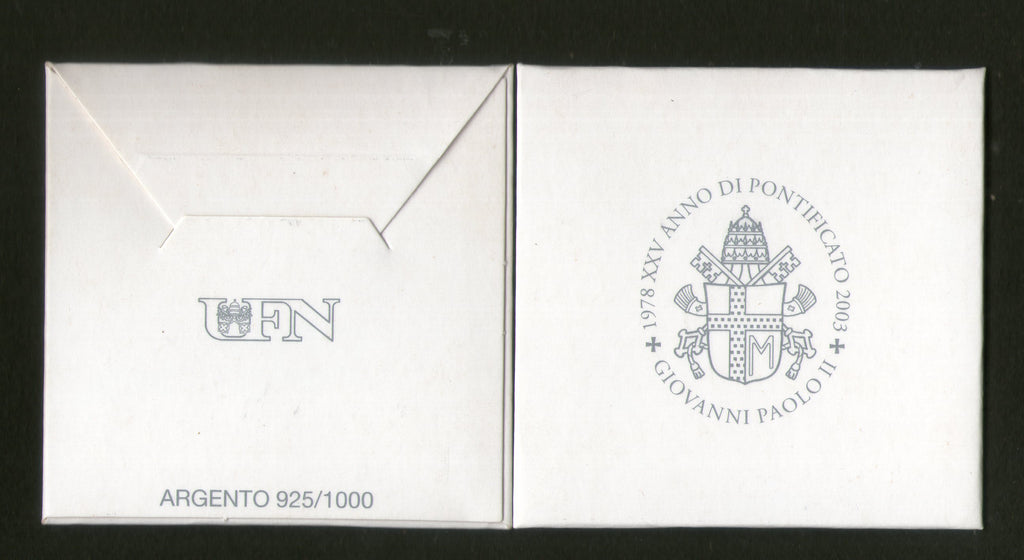 UFN
ARGENTO 925/1000
1978 XXV ANNO DI PONTIFICATO 2003
GIOVANNI PAOLO II
M